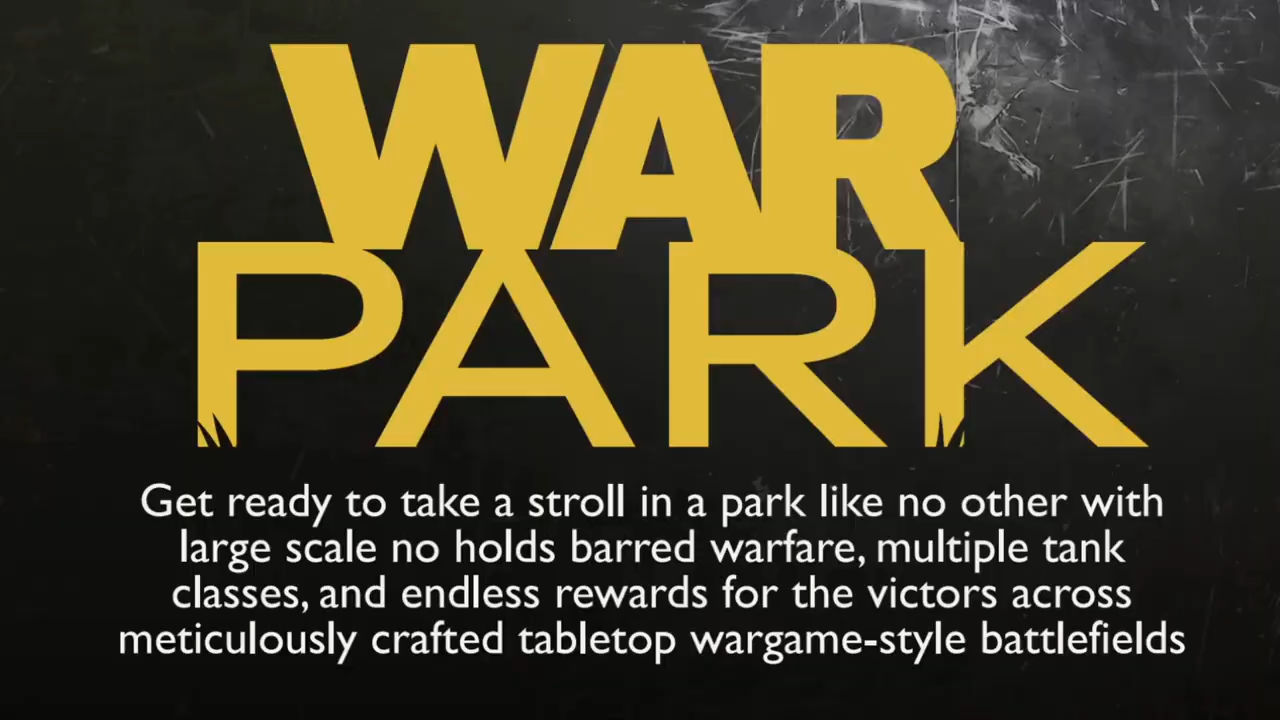 WAR
PARK
Get ready to take a stroll in a park like no other with
large scale no holds barred warfare, multiple tank
classes, and endless rewards for the victors across
meticulously crafted tabletop wargame-style battlefields